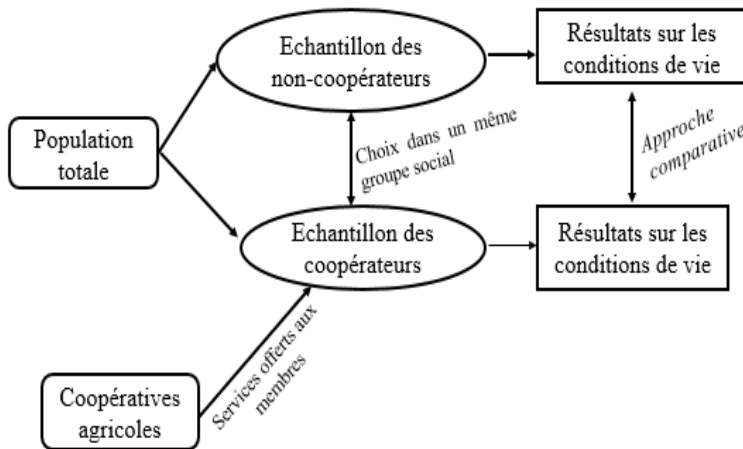 Echantillon des
non-coopérateurs
Résultats sur les
conditions de vie
Population
totale
Choix dans un même
groupe social
Approche
comparative
Echantillon des
coopérateurs
Résultats sur les
conditions de vie
Services offerts aux
membres
Coopératives
agricoles